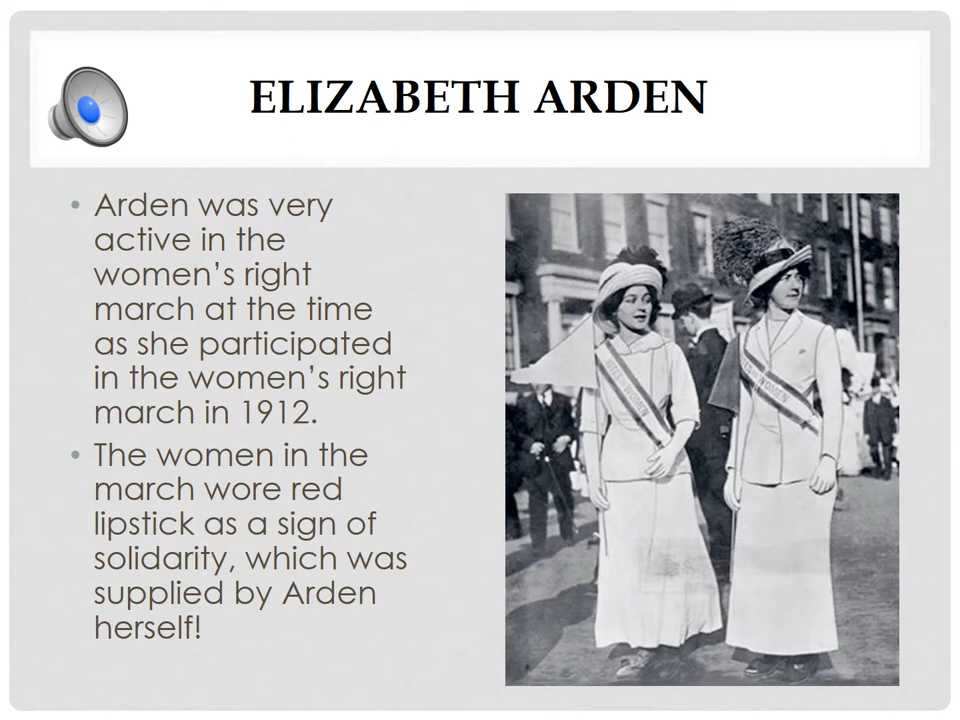 ELIZABETH ARDEN
• Arden was very
active in the
women's right
march at the time
as she participated
in the women's right
march in 1912.
• The women in the
march wore red
lipstick as a sign of
solidarity, which was
supplied by Arden
herself!
WOMEN
WOMEN